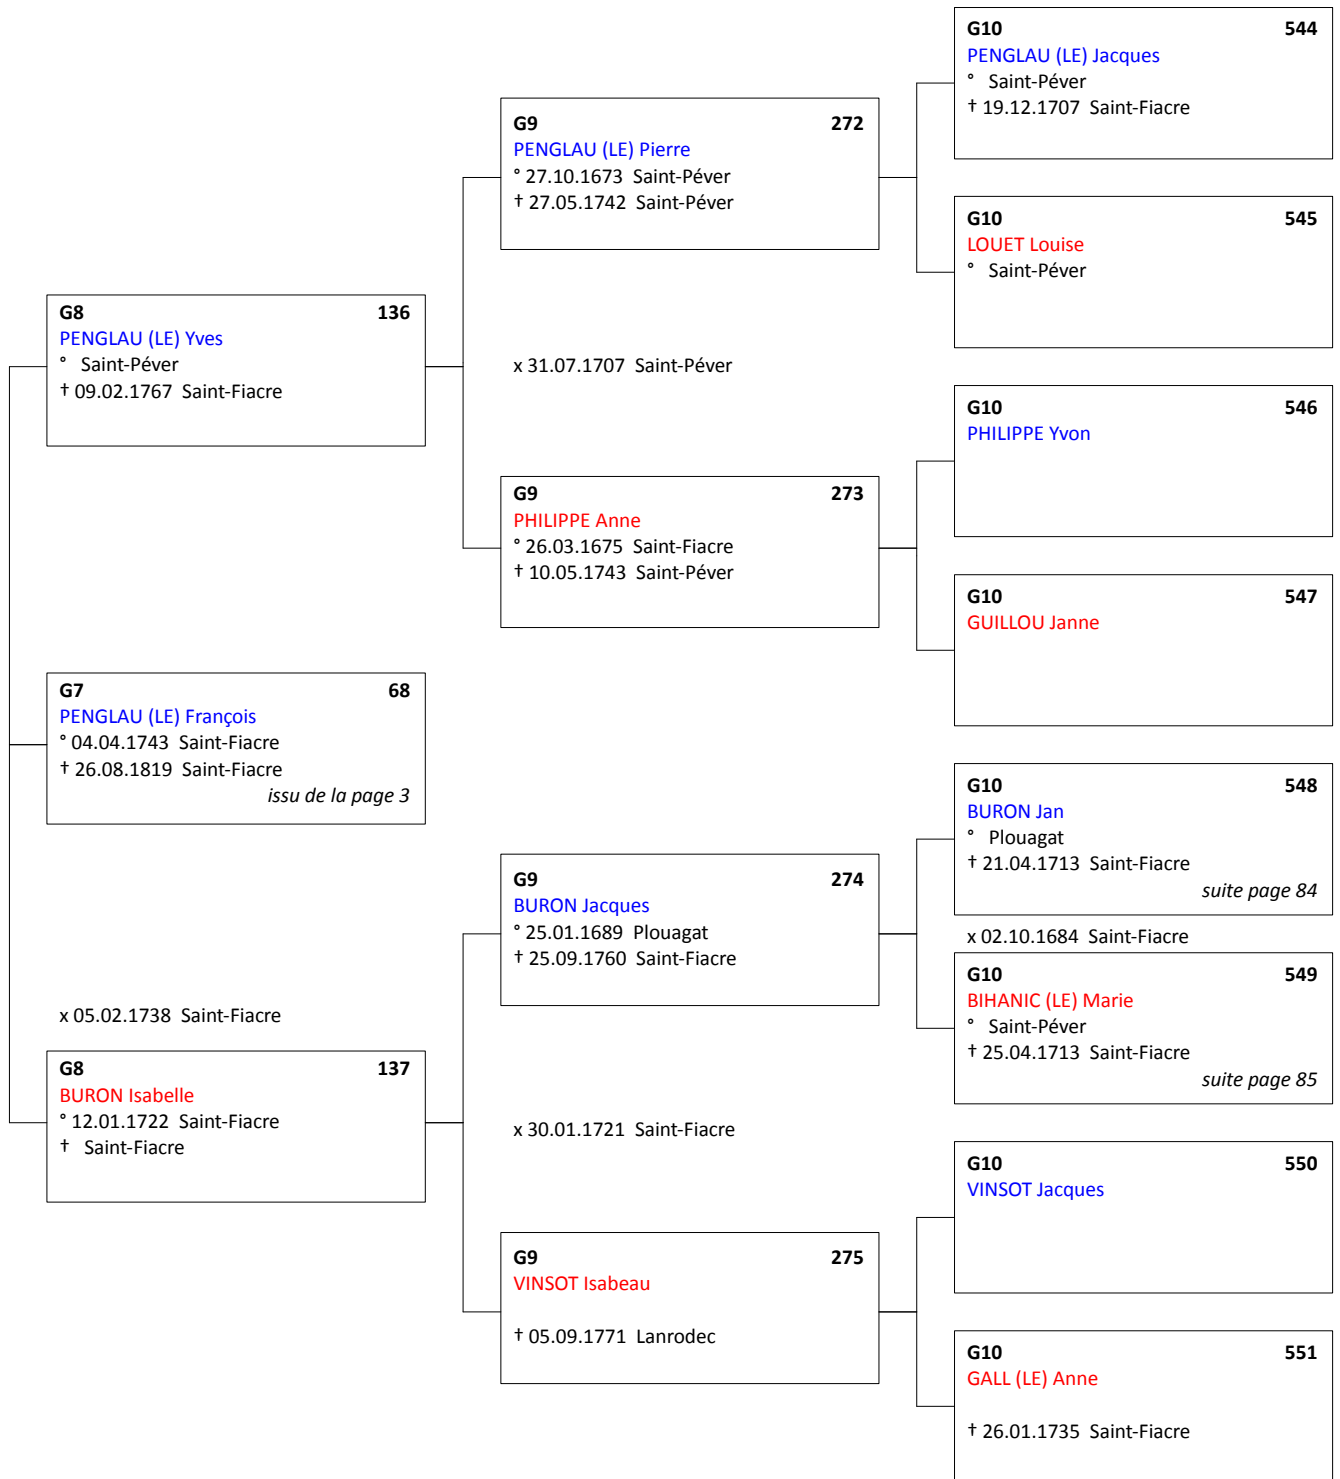 G10 544
PENGLAU (LE) Jacques
° Saint-Péver
† 19.12.1707 Saint-Fiacre
G9 272
PENGLAU (LE) Pierre
° 27.10.1673 Saint-Péver
† 27.05.1742 Saint-Péver
G10 545
LOUET Louise
° Saint-Péver
G8 136
PENGLAU (LE) Yves
° Saint-Péver
† 09.02.1767 Saint-Fiacre
x 31.07.1707 Saint-Péver
G10 546
PHILIPPE Yvon
G9 273
PHILIPPE Anne
° 26.03.1675 Saint-Fiacre
† 10.05.1743 Saint-Péver
G10 547
GUILLOU Janne
G7 68
PENGLAU (LE) François
° 04.04.1743 Saint-Fiacre
† 26.08.1819 Saint-Fiacre
issu de la page 3
G10 548
BURON Jan
° Plouagat
† 21.04.1713 Saint-Fiacre
suite page 84
G9 274
BURON Jacques
° 25.01.1689 Plouagat
† 25.09.1760 Saint-Fiacre
x 02.10.1684 Saint-Fiacre
G10 549
BIHANIC (LE) Marie
° Saint-Péver
† 25.04.1713 Saint-Fiacre
suite page 85
x 05.02.1738 Saint-Fiacre
G8 137
BURON Isabelle
° 12.01.1722 Saint-Fiacre
† Saint-Fiacre
x 30.01.1721 Saint-Fiacre
G10 550
VINSOT Jacques
G9 275
VINSOT Isabeau
† 05.09.1771 Lanrodec
G10 551
GALL (LE) Anne
† 26.01.1735 Saint-Fiacre